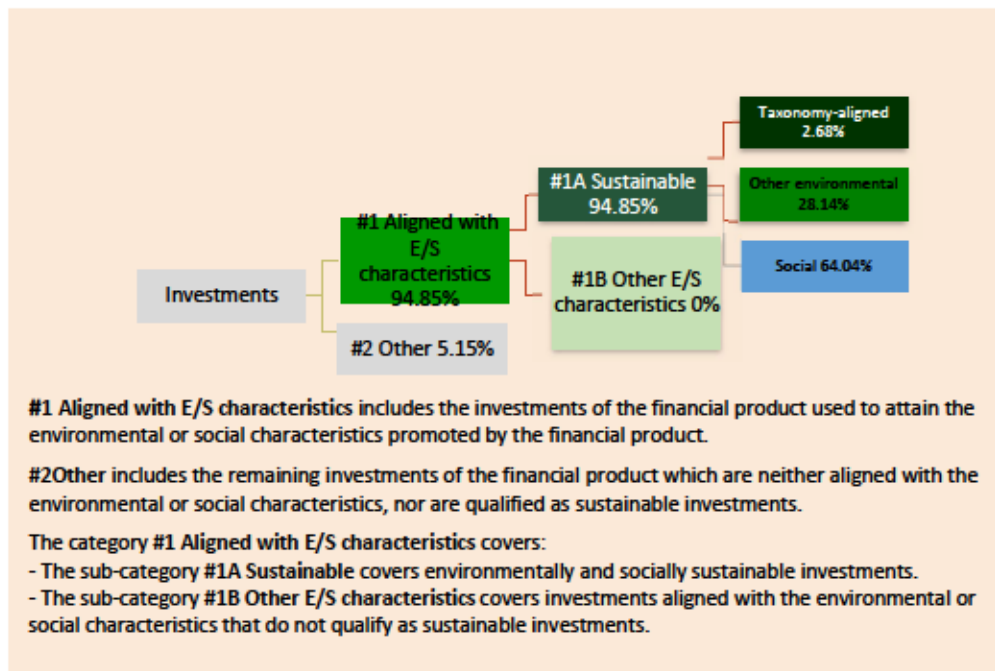 Taxonomy-aligned
2.68%
#1A Sustainable
94.85%
Other environmental
28.14%
#1 Aligned with
E/S
characteristics
94.85%
Social 64.04%
#1B Other E/S
characteristics 0%
Investments
#2 Other 5.15%
#1 Aligned with E/S characteristics includes the investments of the financial product used to attain the
environmental or social characteristics promoted by the financial product.
#2Other includes the remaining investments of the financial product which are neither aligned with the
environmental or social characteristics, nor are qualified as sustainable investments.
The category #1 Aligned with E/S characteristics covers:
- The sub-category #1A Sustainable covers environmentally and socially sustainable investments.
- The sub-category #1B Other E/S characteristics covers investments aligned with the environmental or
social characteristics that do not qualify as sustainable investments.